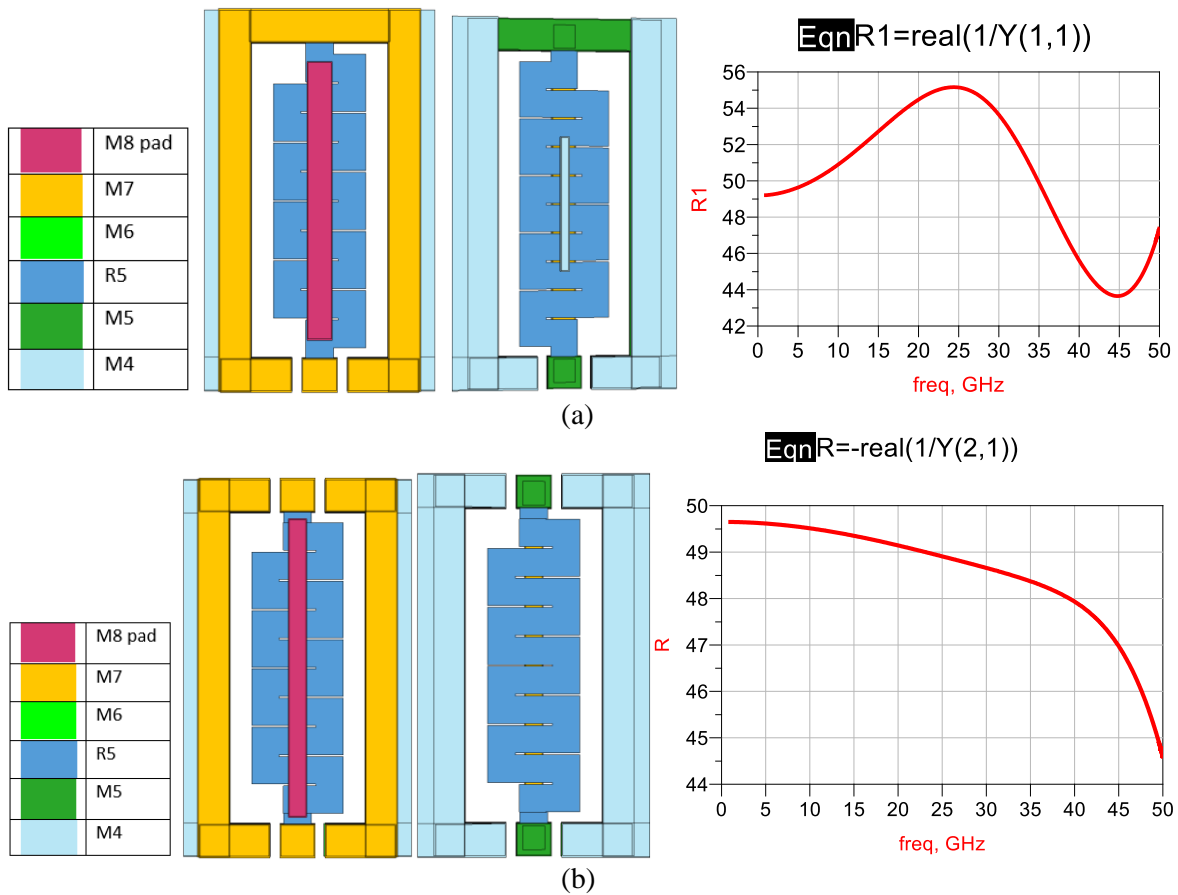 M8 pad
M7
M6
R5
M5
M4
Eqn R1=real(1/Y(1,1))
56
54
52
50
48
46
44
42
R1
0 5 10 15 20 25 30 35 40 45 50
freq, GHz
(a)
M8 pad
M7
M6
R5
M5
M4
Eqn R=-real(1/Y(2,1))
50
49
48
47
46
45
44
R
0 5 10 15 20 25 30 35 40 45 50
freq, GHz
(b)